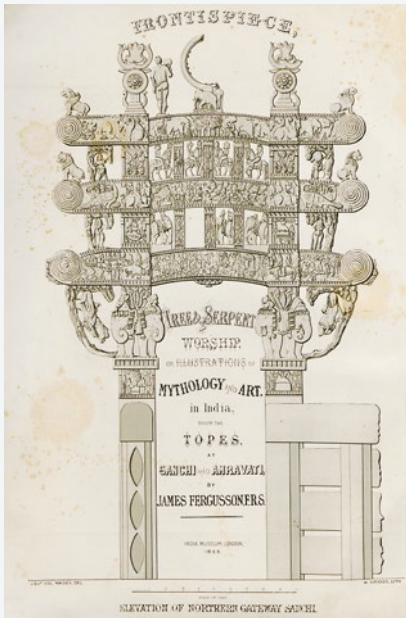 FRONTISPIECE,
TREE & SERPENT
WORSHIP.
OR ILLUSTRATIONS OF
MYTHOLOGY AND ART.
in India,
FROM THE
TOPES,
AT
SANCHI AND AMRAVATI,
BY
JAMES FERGUSSON F.R.S.
INDIA MUSEUM, LONDON,
ELEVATION OF NORTHERN GATEWAY SANCHI.